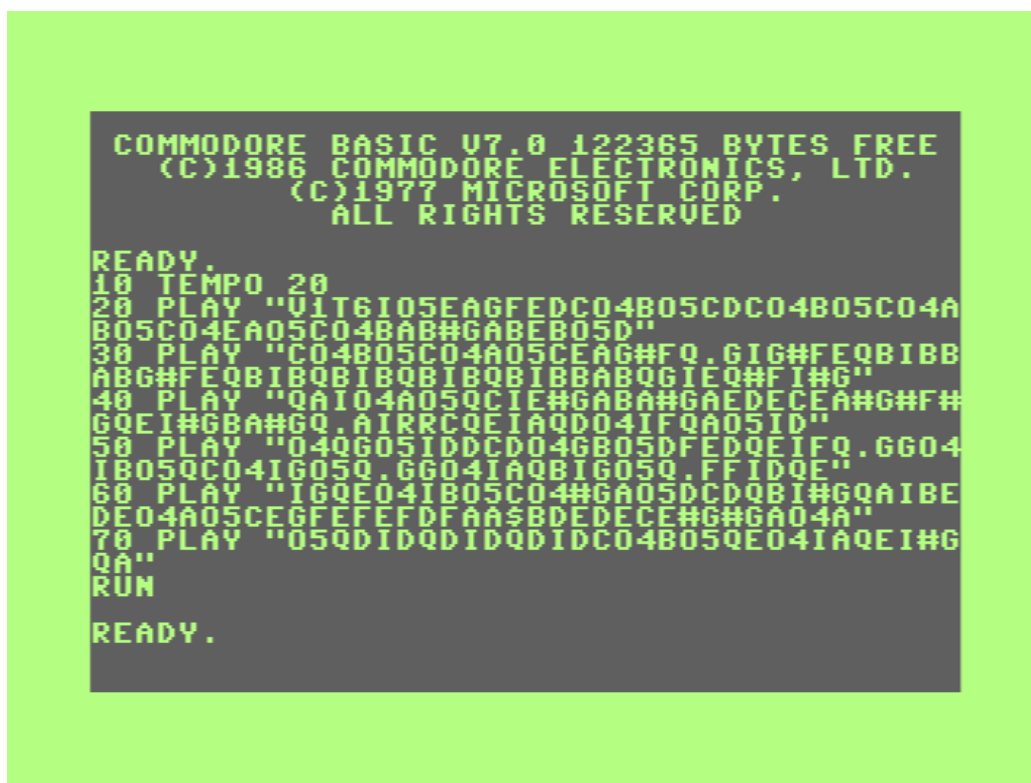 COMMODORE BASIC V7.0 122365 BYTES FREE
(C)1986 COMMODORE ELECTRONICS, LTD.
(C)1977 MICROSOFT CORP.
ALL RIGHTS RESERVED
READY.
10 TEMPO 20
20 PLAY "V1T6IO5EAGFEDCO4BO5CDCO4BO5CO4A
BO5CO4EAO5CO4BAB#GABEBO5D"
30 PLAY "CO4BO5CO4AO5CEAG#FQ.GIG#FEQBIBB
ABG#FEQBIBQBIBQBIBQBIBBABQGIEQ#FI#G"
40 PLAY "QAIO4AO5QCIE#GABA#GAEDECEA#G#F#
GQEI#GBA#GQ.AIRRCQEIAQDO4IFQAO5ID"
50 PLAY "O4QGO5IDDCDO4GBO5DFEDQEIFQ.GGO4
IBO5QCO4IGO5Q.GGO4IAQBIGO5Q.FFIDQE"
60 PLAY "IGQEO4IBO5CO4#GAO5DCDQBI#GQAIBE
DEO4AO5CEGFEFEFDFAA$BDEDECE#G#GAO4A"
70 PLAY "O5QDIDQDIDQDIDCO4BO5QEO4IAQEI#G
QA"
RUN
READY.